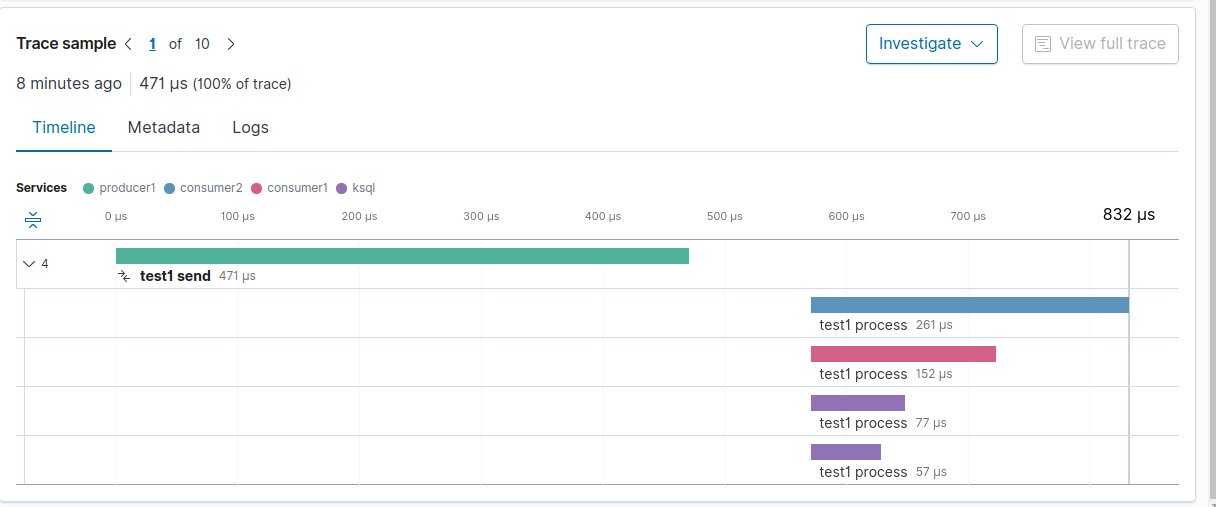 Trace sample 1 of 10 Investigate View full trace
8 minutes ago 471 μs (100% of trace)
Timeline Metadata Logs
Services producer1 consumer2 consumer1 ksql
0 μs 100 μs 200 μs 300 μs 400 μs 500 μs 600 μs 700 μs 832 μs
4
test1 send 471 μs
test1 process 261 μs
test1 process 152 μs
test1 process 77 μs
test1 process 57 μs